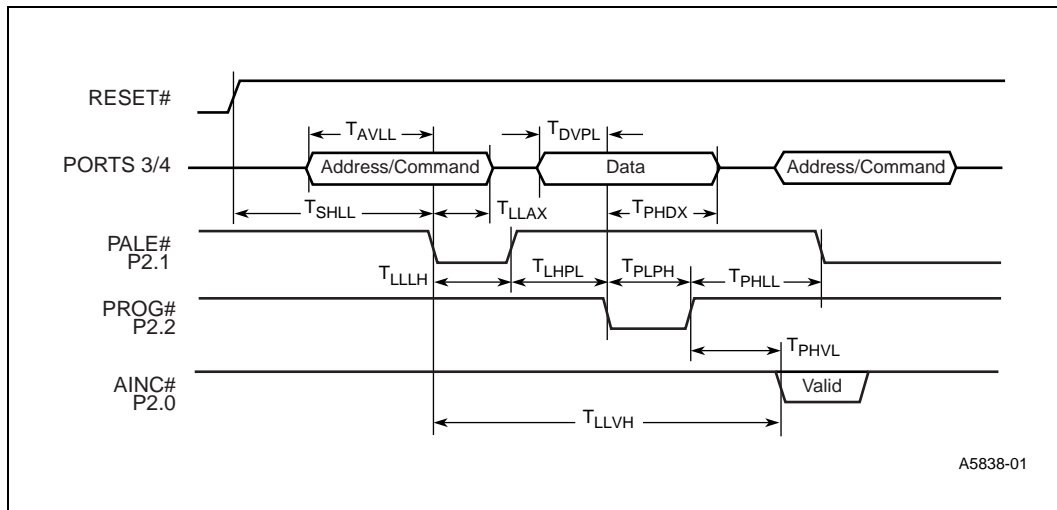 RESET#
T_AVLL T_DVPL
PORTS 3/4 Address/Command Data Address/Command
T_SHLL T_LLAX T_PHDX
PALE#
P2.1
T_LLLH T_LHPL T_PLPH T_PHLL
PROG#
P2.2
T_PHVL
AINC#
P2.0
Valid
T_LLVH
A5838-01